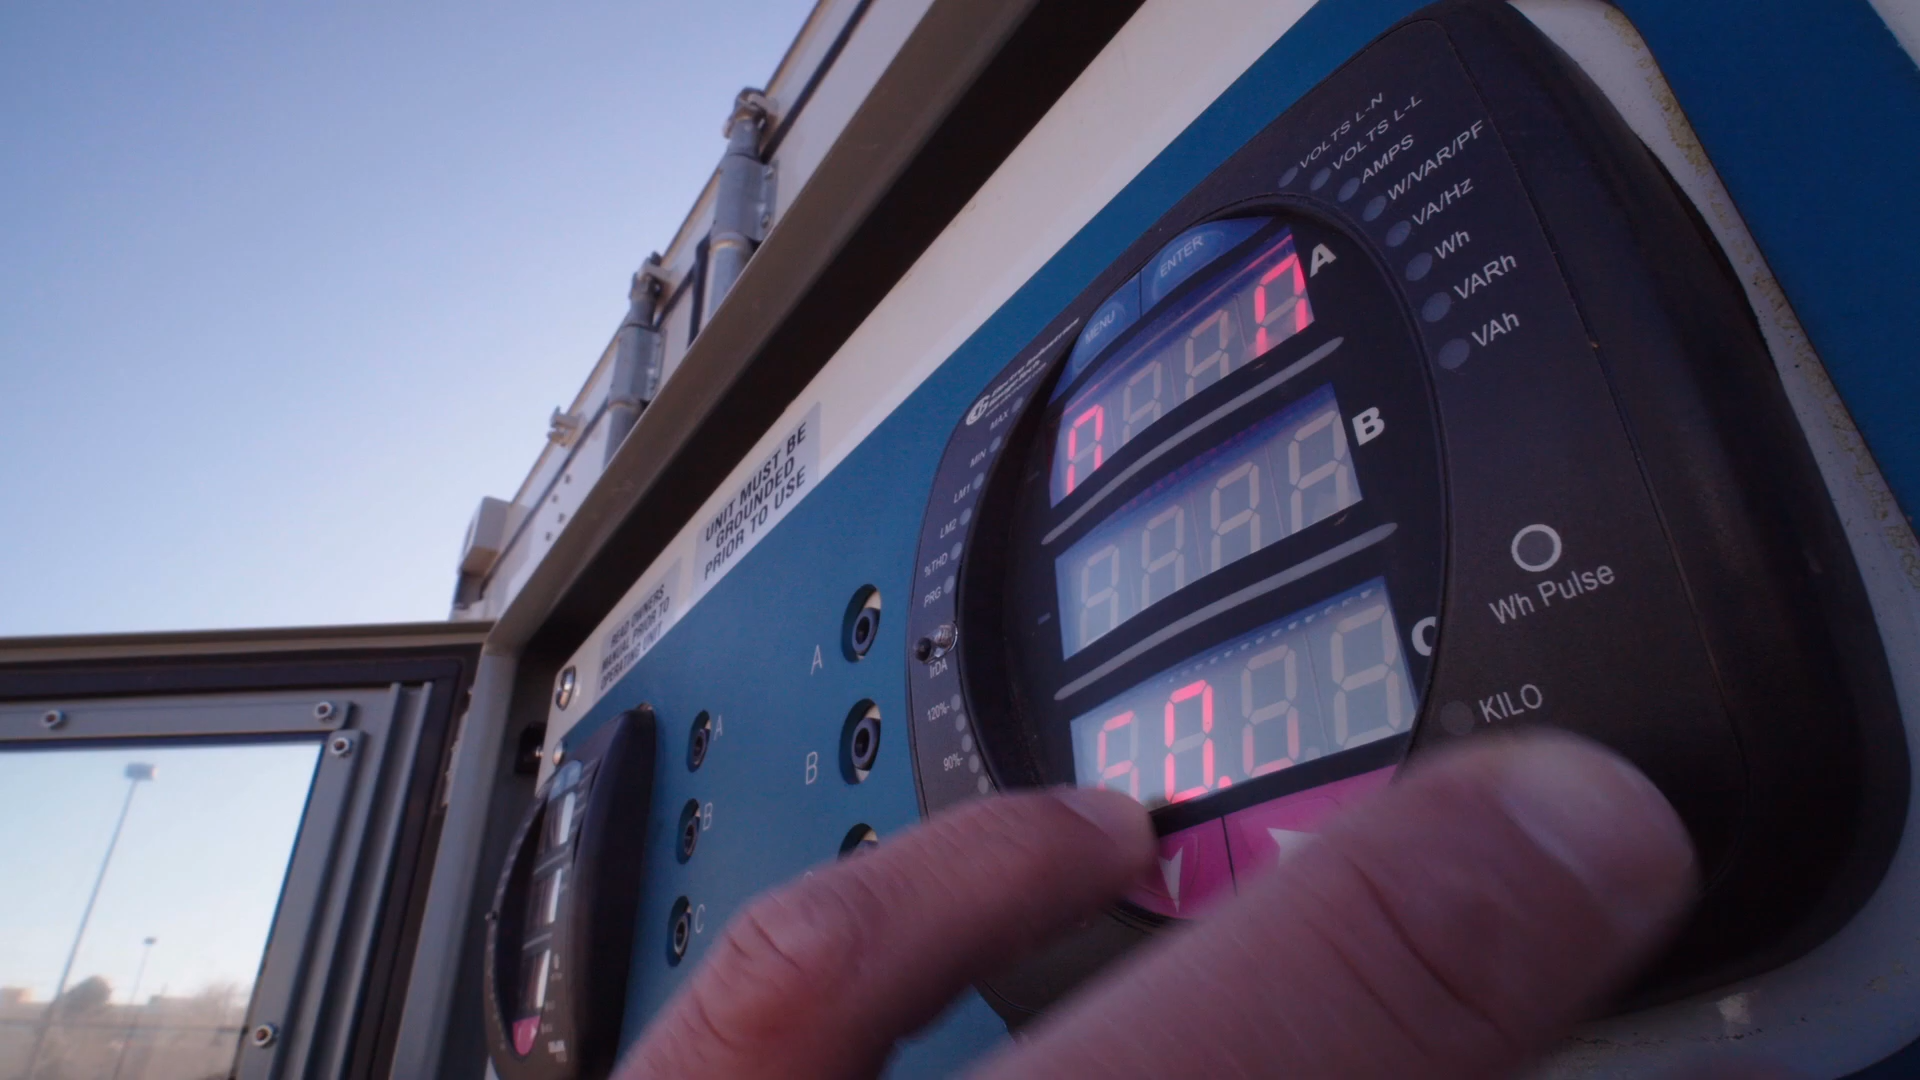 VOLTS L-N
VOLTS L-L
AMPS
W/VAR/PF
VA/Hz
Wh
VARh
VAh
MENU
ENTER
A
B
C
MAX
MIN
LM1
LM2
%THD
PRG
IrDA
120%-
90%-
Wh Pulse
KILO
UNIT MUST BE
GROUNDED
PRIOR TO USE
READ OWNERS
MANUAL PRIOR TO
OPERATING UNIT
A
B
A
B
C